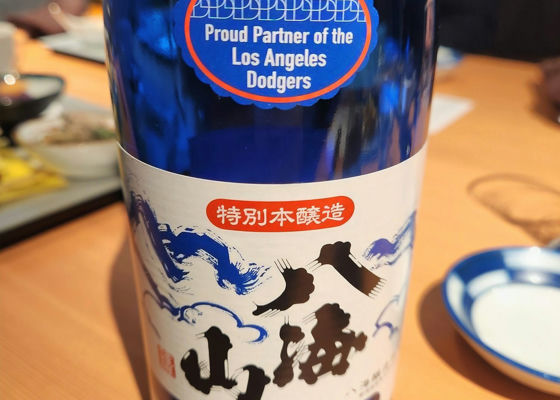 Proud Partner of the
Los Angeles
Dodgers
特別本醸造
八海
山